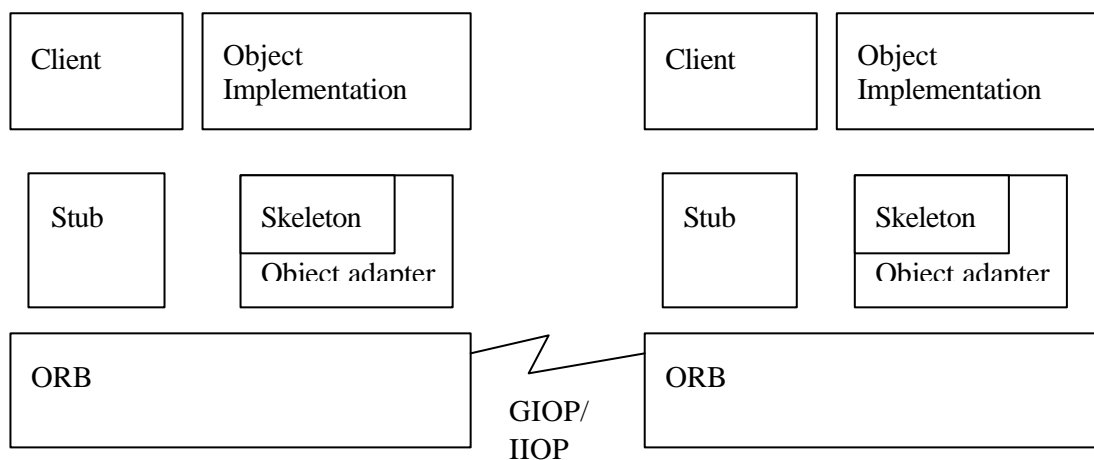 Client
Object
Implementation
Client
Object
Implementation
Stub
Skeleton
Object adapter
Stub
Skeleton
Object adapter
ORB
GIOP/
IIOP
ORB